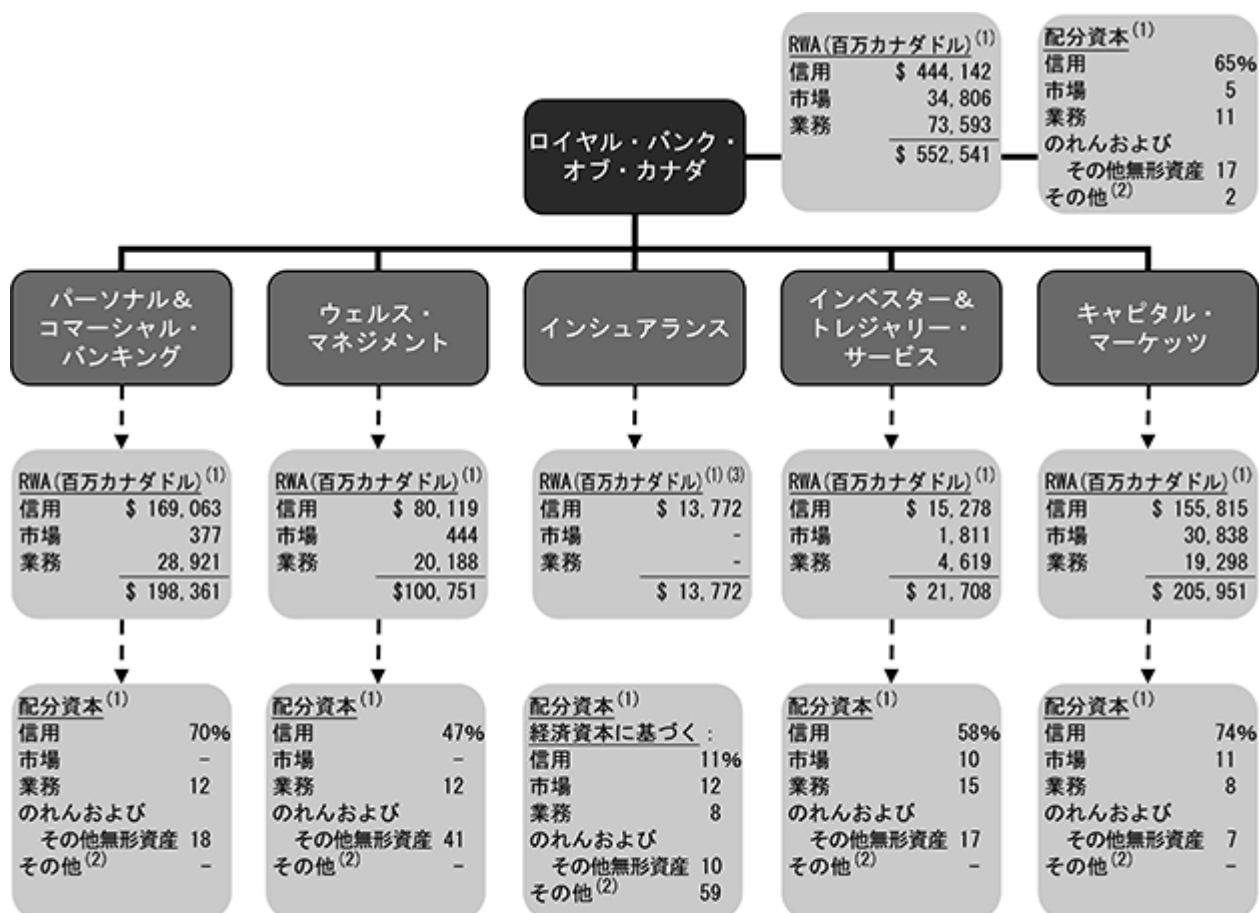 ロイヤル・バンク・
オブ・カナダ
RWA(百万カナダドル)(1)
信用 $ 444,142
市場 34,806
業務 73,593
$ 552,541
配分資本(1)
信用 65%
市場 5
業務 11
のれんおよび
その他無形資産 17
その他(2) 2
パーソナル&
コマーシャル・
バンキング
RWA(百万カナダドル)(1)
信用 $ 169,063
市場 377
業務 28,921
$ 198,361
配分資本(1)
信用 70%
市場 -
業務 12
のれんおよび
その他無形資産 18
その他(2) -
ウェルス・
マネジメント
RWA(百万カナダドル)(1)
信用 $ 80,119
市場 444
業務 20,188
$100,751
配分資本(1)
信用 47%
市場 -
業務 12
のれんおよび
その他無形資産 41
その他(2) -
インシュアランス
RWA(百万カナダドル)(1)(3)
信用 $ 13,772
市場 -
業務 -
$ 13,772
配分資本(1)
経済資本に基づく:
信用 11%
市場 12
業務 8
のれんおよび
その他無形資産 10
その他(2) 59
インベスター&
トレジャリー・
サービス
RWA(百万カナダドル)(1)
信用 $ 15,278
市場 1,811
業務 4,619
$ 21,708
配分資本(1)
信用 58%
市場 10
業務 15
のれんおよび
その他無形資産 17
その他(2) -
キャピタル・
マーケッツ
RWA(百万カナダドル)(1)
信用 $ 155,815
市場 30,838
業務 19,298
$ 205,951
配分資本(1)
信用 74%
市場 11
業務 8
のれんおよび
その他無形資産 7
その他(2) -